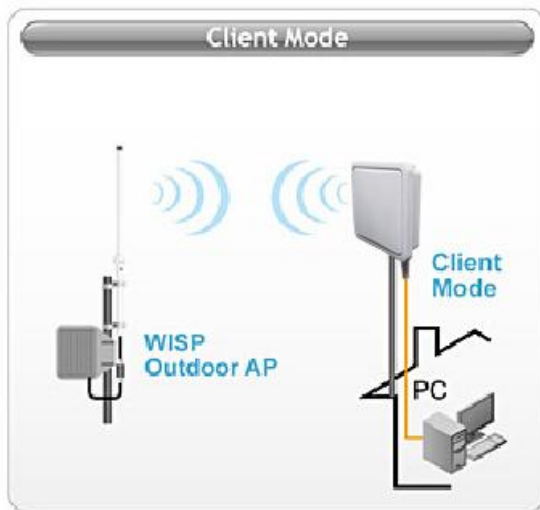 Client Mode
Client
Mode
WISP
Outdoor AP
PC